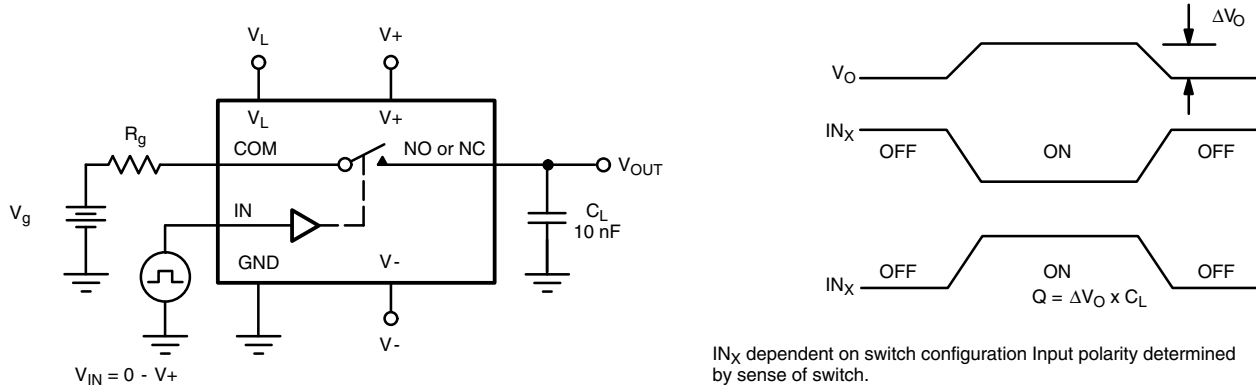 V_L
V+
V_L
V+
R_g
COM
NO or NC
V_OUT
V_g
IN
C_L
10 nF
GND
V-
V-
V_IN = 0 - V+
ΔV_O
V_O
IN_X
OFF
ON
OFF
IN_X
OFF
ON
OFF
Q = ΔV_O x C_L
IN_X dependent on switch configuration Input polarity determined
by sense of switch.